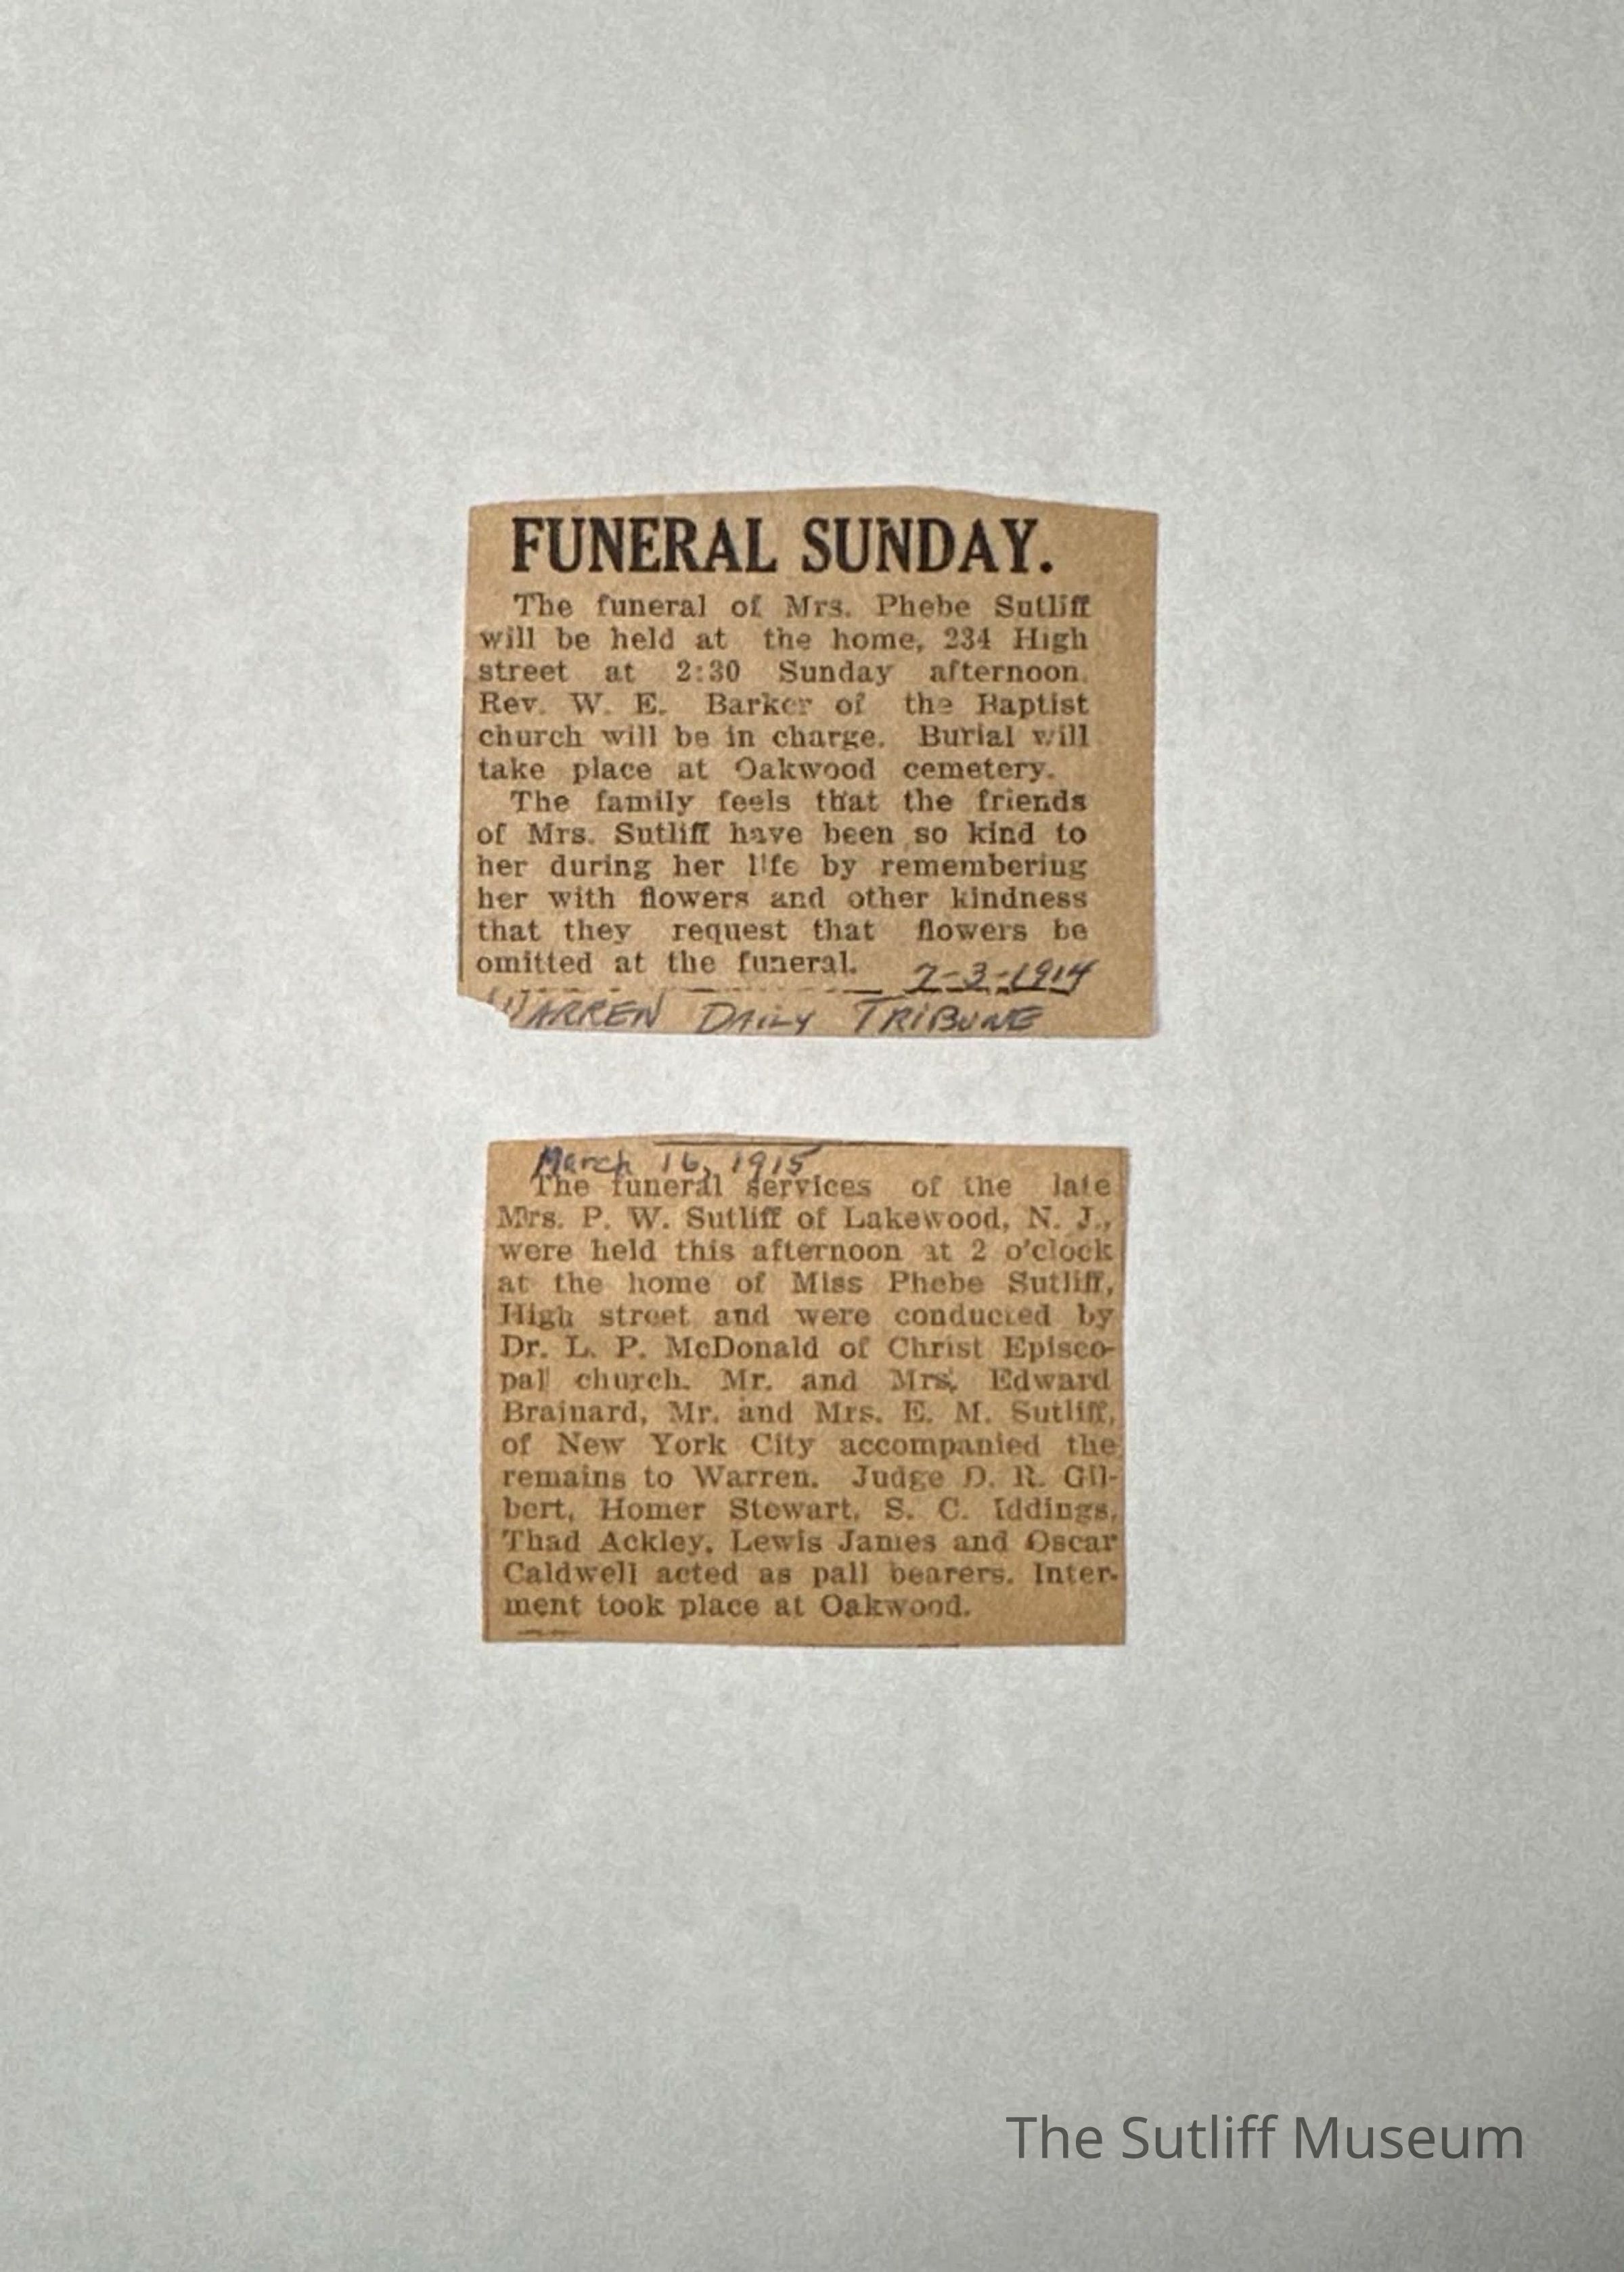 FUNERAL SUNDAY.
The funeral of Mrs. Phebe Sutliff
will be held at the home, 234 High
street at 2:30 Sunday afternoon.
Rev. W. E. Barker of the Baptist
church will be in charge. Burial will
take place at Oakwood cemetery.
The family feels that the friends
of Mrs. Sutliff have been so kind to
her during her life by rememberiug
her with flowers and other kindness
that they request that flowers be
omitted at the funeral. 7-3-1914
WARREN DAILY TRIBUNE
March 16, 1915
The funeral services of the late
Mrs. P. W. Sutliff of Lakewood, N. J.,
were held this afternoon at 2 o'clock
at the home of Miss Phebe Sutliff,
High street and were conducted by
Dr. L. P. McDonald of Christ Episco-
pal church. Mr. and Mrs. Edward
Brainard, Mr. and Mrs. E. M. Sutliff,
of New York City accompanied the
remains to Warren. Judge D. R. Gil-
bert, Homer Stewart, S. C. Iddings,
Thad Ackley, Lewis James and Oscar
Caldwell acted as pall bearers. Inter-
ment took place at Oakwood.
The Sutliff Museum